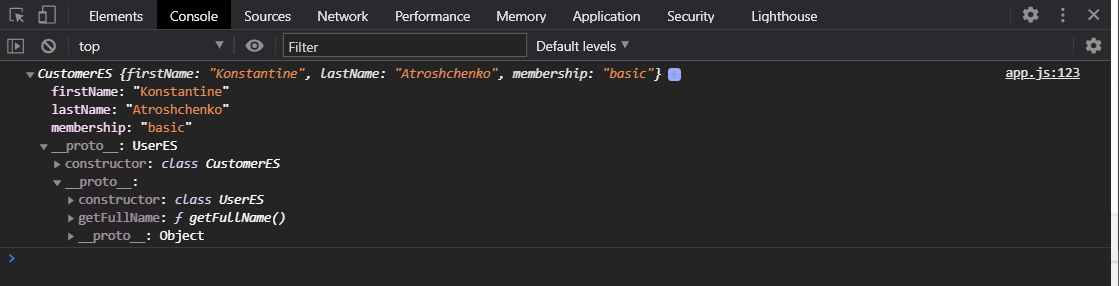 Elements Console Sources Network Performance Memory Application Security Lighthouse
top Filter Default levels
CustomerES {firstName: "Konstantine", lastName: "Atroshchenko", membership: "basic"} i app.js:123
firstName: "Konstantine"
lastName: "Atroshchenko"
membership: "basic"
__proto__: UserES
constructor: class CustomerES
__proto__:
constructor: class UserES
getFullName: ƒ getFullName()
__proto__: Object